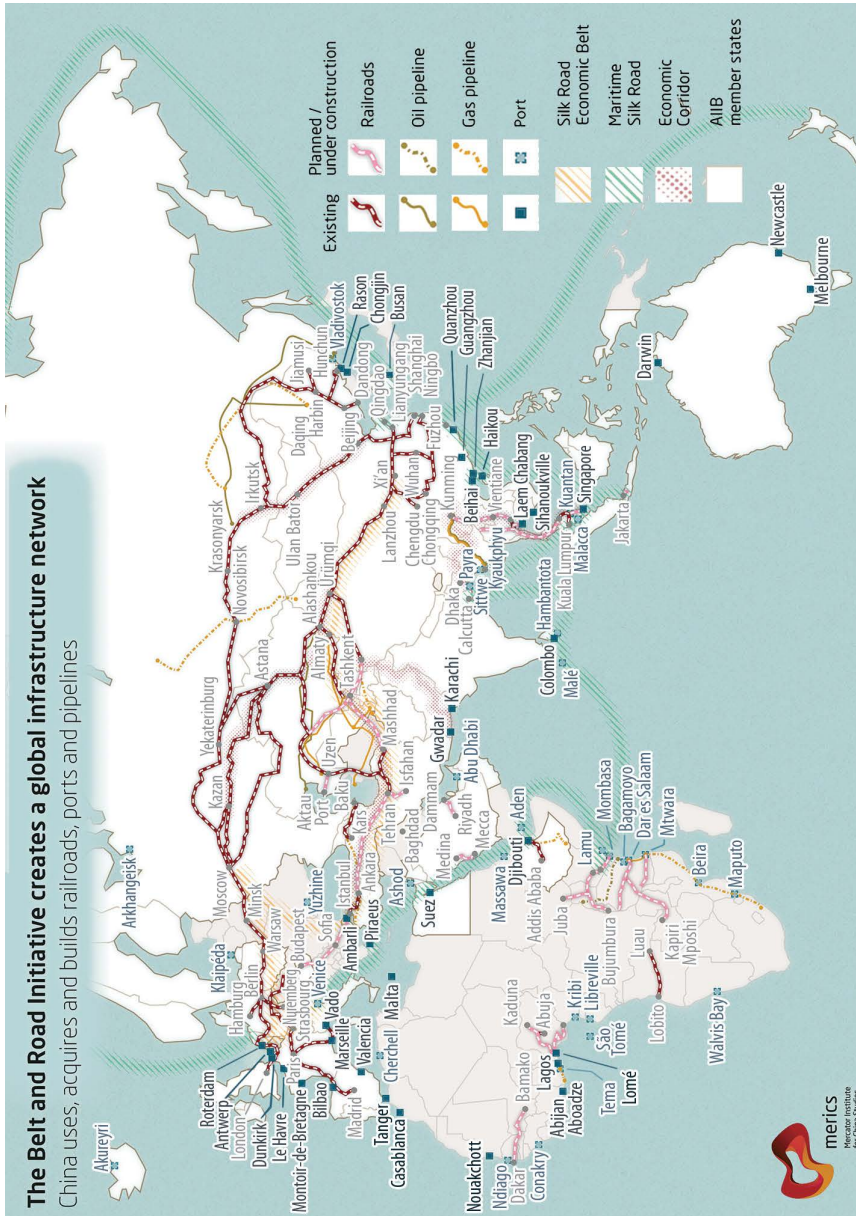 The Belt and Road Initiative creates a global infrastructure network
China uses, acquires and builds railroads, ports and pipelines
Existing
Planned /
under construction
Railroads
Oil pipeline
Gas pipeline
Port
Silk Road
Economic Belt
Maritime
Silk Road
Economic
Corridor
AIIB
member states
Akureyri
Arkhangelsk
Klaipėda
Hamburg
Berlin
Roterdam
Antwerp
London
Dunkirk
Le Havre
Montoir-de-Bretagne
Paris
Strasbourg
Nuremberg
Bilbao
Madrid
Marseille
Vado
Venice
Valencia
Malta
Cherchell
Tanger
Casablanca
Warsaw
Minsk
Moscow
Budapest
Sofia
Yuzhine
Istanbul
Ambarli
Piraeus
Ankara
Kars
Ashod
Suez
Kazan
Yekaterinburg
Astana
Novosibirsk
Krasonyarsk
Irkutsk
Ulan Bator
Aktau
Port
Baku
Uzen
Tehran
Mashhad
Isfahan
Baghdad
Dammam
Riyadh
Medina
Mecca
Abu Dhabi
Gwadar
Karachi
Tashkent
Almaty
Alashankou
Ürümqi
Lanzhou
Xi'an
Chengdu
Chongqing
Wuhan
Kunming
Beijing
Daqing
Harbin
Jiamusi
Hunchun
Vladivostok
Rason
Chongjin
Dandong
Busan
Qingdao
Lianyungang
Shanghai
Ningbo
Fuzhou
Quanzhou
Guangzhou
Zhanjian
Beihai
Haikou
Vientiane
Laem Chabang
Sihanoukville
Kuantan
Kuala Lumpur
Malacca
Singapore
Jakarta
Dhaka
Calcutta
Payra
Sittwe
Kyaukphyu
Colombo
Hambantota
Malé
Darwin
Newcastle
Melbourne
Aden
Massawa
Djibouti
Addis Ababa
Juba
Lamu
Mombasa
Bagamoyo
Dar es Salaam
Mtwara
Bujumbura
Luau
Kapiri
Mposhi
Lobito
Walvis Bay
Beira
Maputo
Nouakchott
Ndiago
Dakar
Conakry
Bamako
Kaduna
Abuja
Lagos
Abijan
Aboadze
Tema
Lomé
Kribi
Libreville
São
Tomé
merics
Mercator Institute
for China Studies